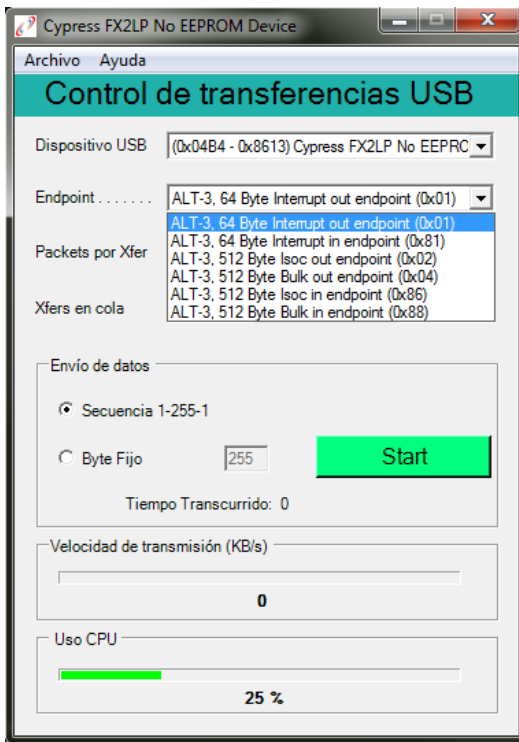 Cypress FX2LP No EEPROM Device
Archivo Ayuda
Control de transferencias USB
Dispositivo USB (0x04B4 - 0x8613) Cypress FX2LP No EEPRO
Endpoint . . . . . . . ALT-3, 64 Byte Interrupt out endpoint (0x01)
ALT-3, 64 Byte Interrupt out endpoint (0x01)
ALT-3, 64 Byte Interrupt in endpoint (0x81)
Packets por Xfer
ALT-3, 512 Byte Isoc out endpoint (0x02)
ALT-3, 512 Byte Bulk out endpoint (0x04)
ALT-3, 512 Byte Isoc in endpoint (0x86)
Xfers en cola
ALT-3, 512 Byte Bulk in endpoint (0x88)
Envío de datos
Secuencia 1-255-1
Byte Fijo 255 Start
Tiempo Transcurrido: 0
Velocidad de transmisión (KB/s)
0
Uso CPU
25 %